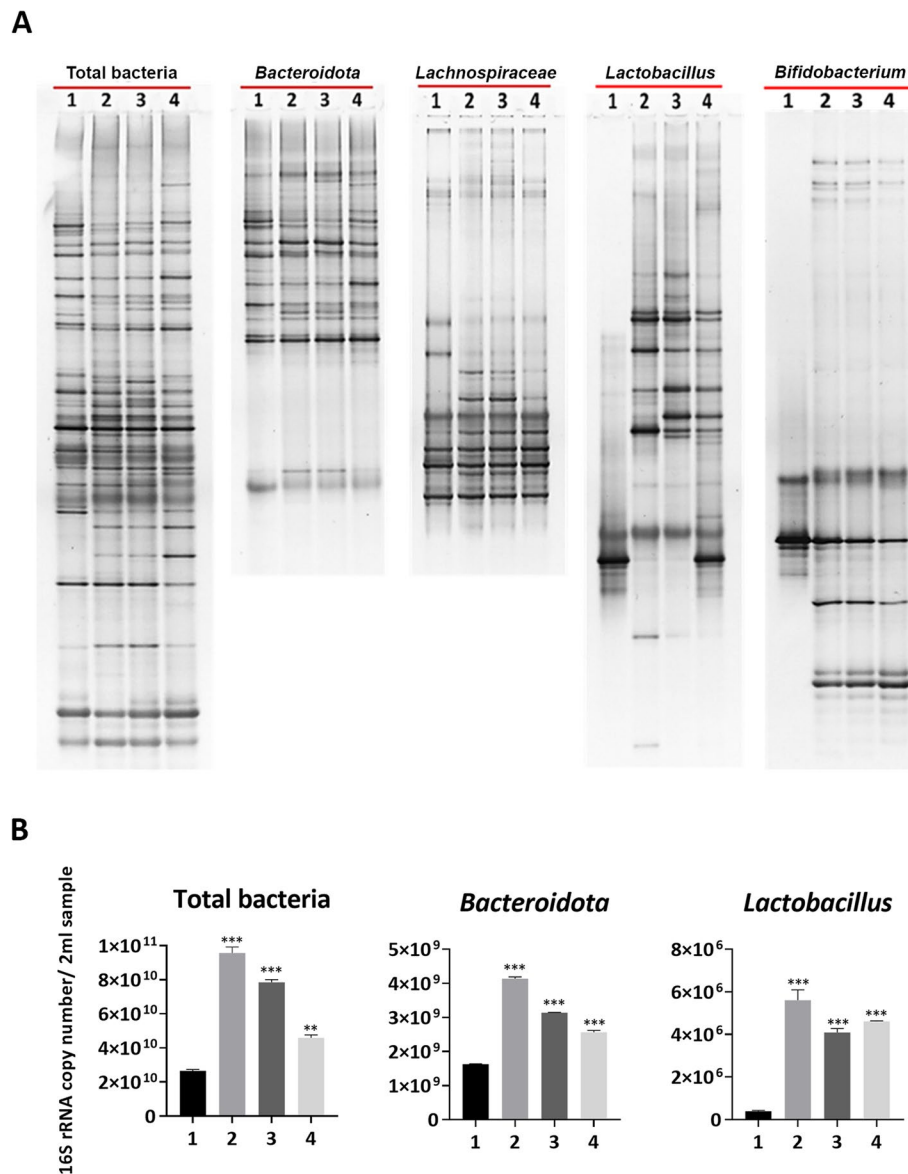 A
Total bacteria
Bacteroidota
Lachnospiraceae
Lactobacillus
Bifidobacterium
1 2 3 4
1 2 3 4
1 2 3 4
1 2 3 4
1 2 3 4
B
16S rRNA copy number/ 2ml sample
Total bacteria
1×10¹¹
8×10¹⁰
6×10¹⁰
4×10¹⁰
2×10¹⁰
0
***
***
**
1 2 3 4
Bacteroidota
5×10⁹
4×10⁹
3×10⁹
2×10⁹
1×10⁹
0
***
***
***
1 2 3 4
Lactobacillus
8×10⁶
6×10⁶
4×10⁶
2×10⁶
0
***
***
***
1 2 3 4